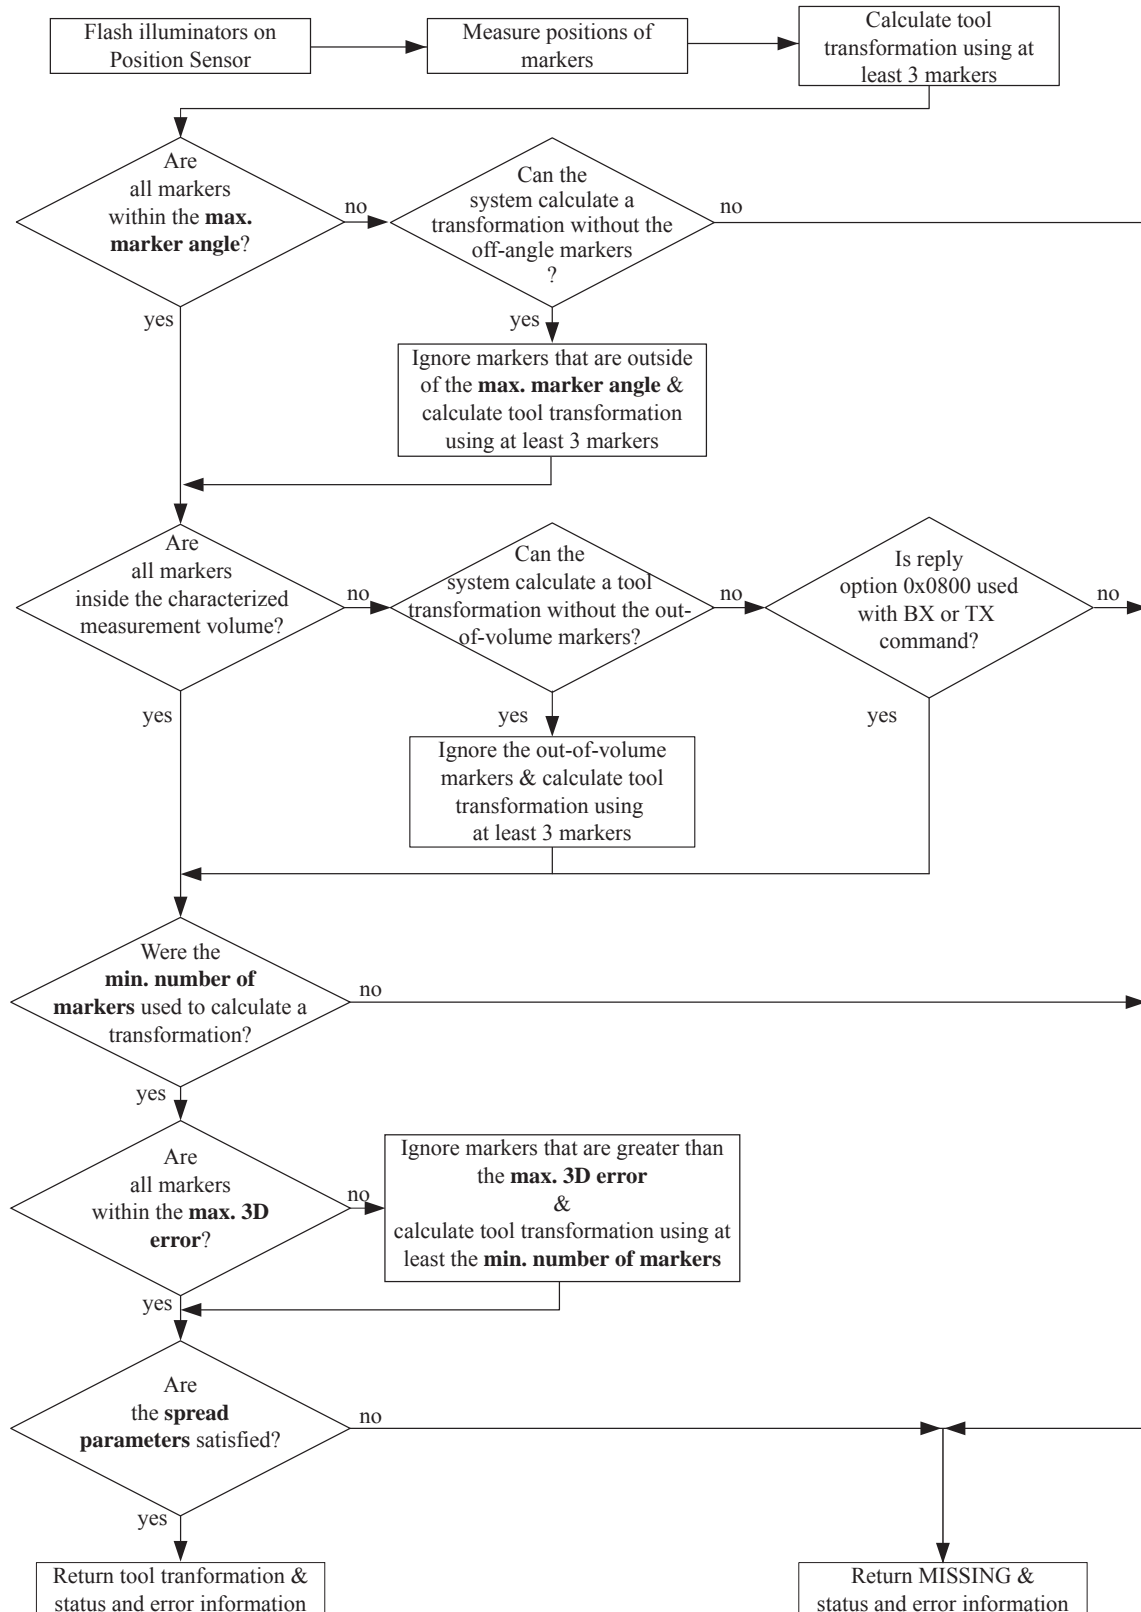 Flash illuminators on
Position Sensor
Measure positions of
markers
Calculate tool
transformation using at
least 3 markers
Are
all markers
within the max.
marker angle?
no
Can the
system calculate a
transformation without the
off-angle markers
?
no
yes
yes
Ignore markers that are outside
of the max. marker angle &
calculate tool transformation
using at least 3 markers
Are
all markers
inside the characterized
measurement volume?
no
Can the
system calculate a tool
transformation without the out-
of-volume markers?
no
Is reply
option 0x0800 used
with BX or TX
command?
no
yes
yes
yes
Ignore the out-of-volume
markers & calculate tool
transformation using
at least 3 markers
Were the
min. number of
markers used to calculate a
transformation?
no
yes
Are
all markers
within the max. 3D
error?
no
Ignore markers that are greater than
the max. 3D error
&
calculate tool transformation using at
least the min. number of markers
yes
Are
the spread
parameters satisfied?
no
yes
Return tool tranformation &
status and error information
Return MISSING &
status and error information